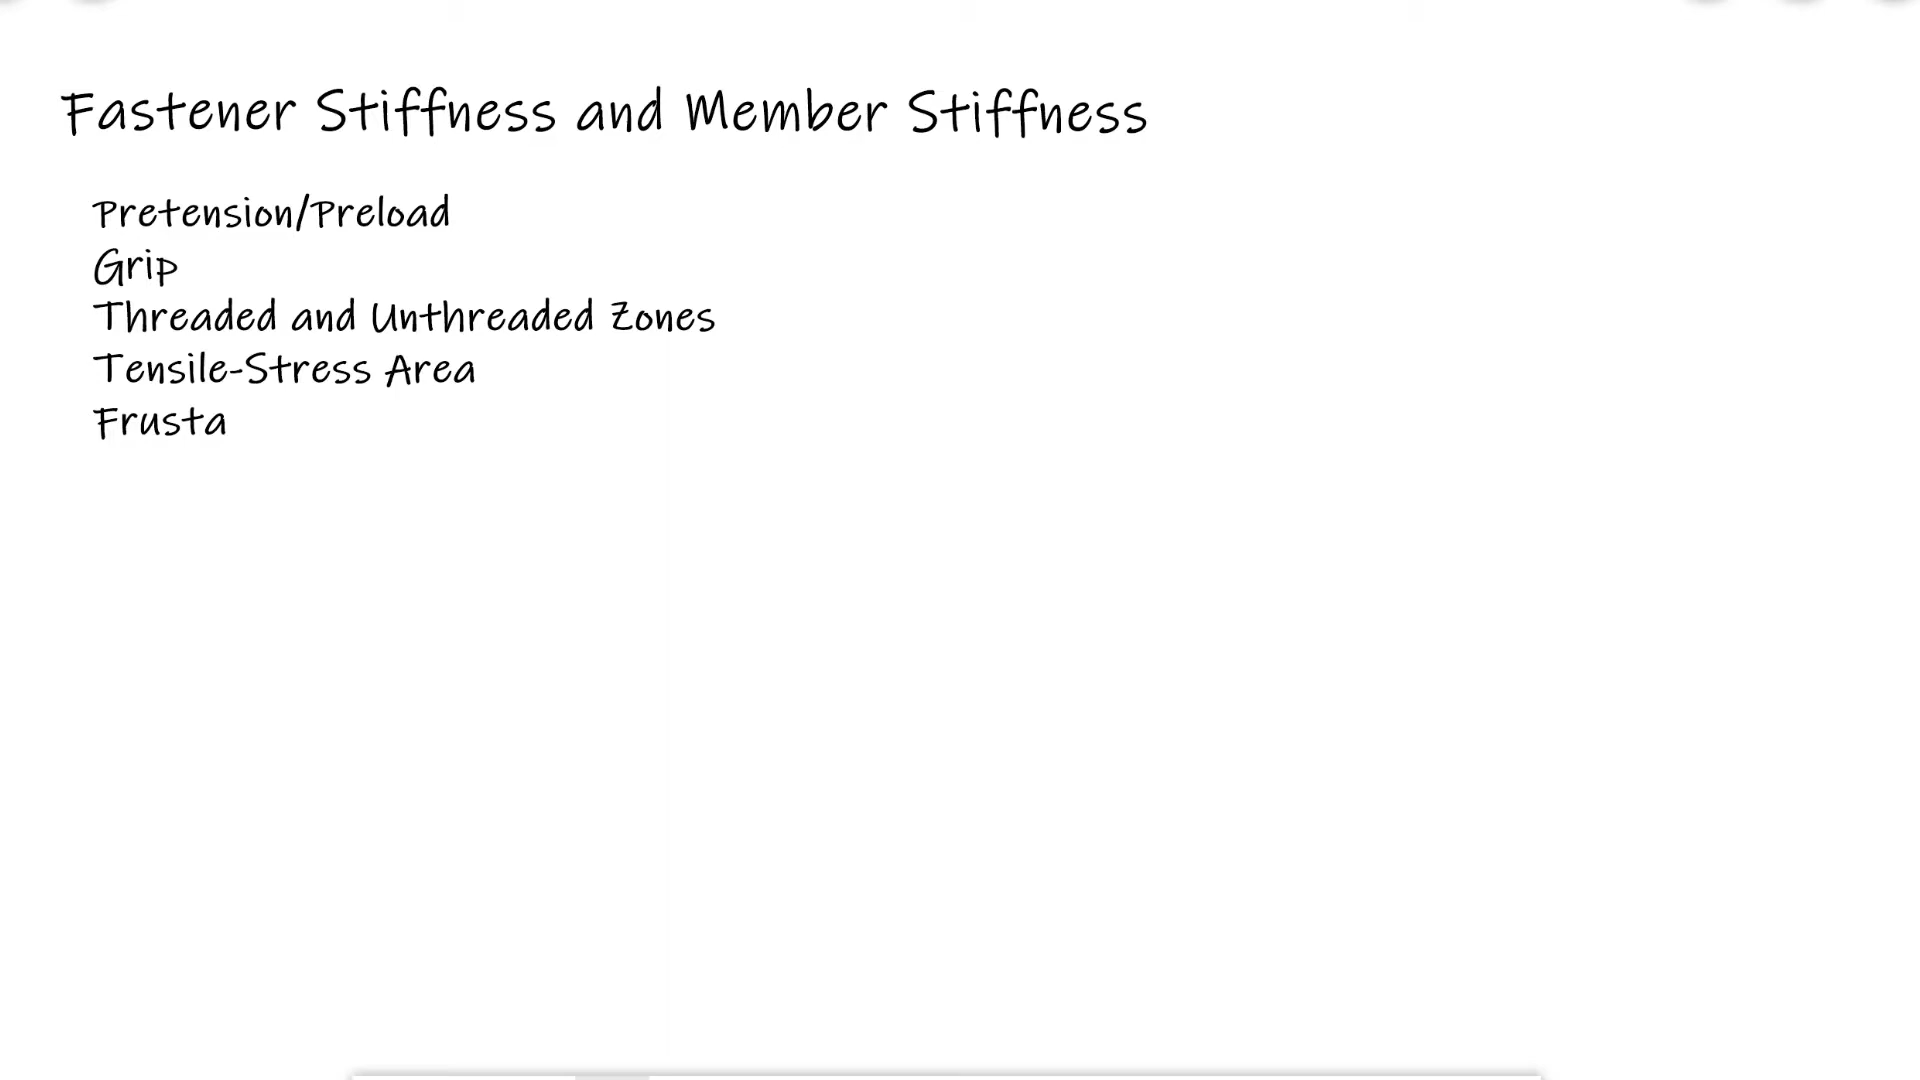 Fastener Stiffness and Member Stiffness
Pretension/Preload
Grip
Threaded and Unthreaded Zones
Tensile-Stress Area
Frusta